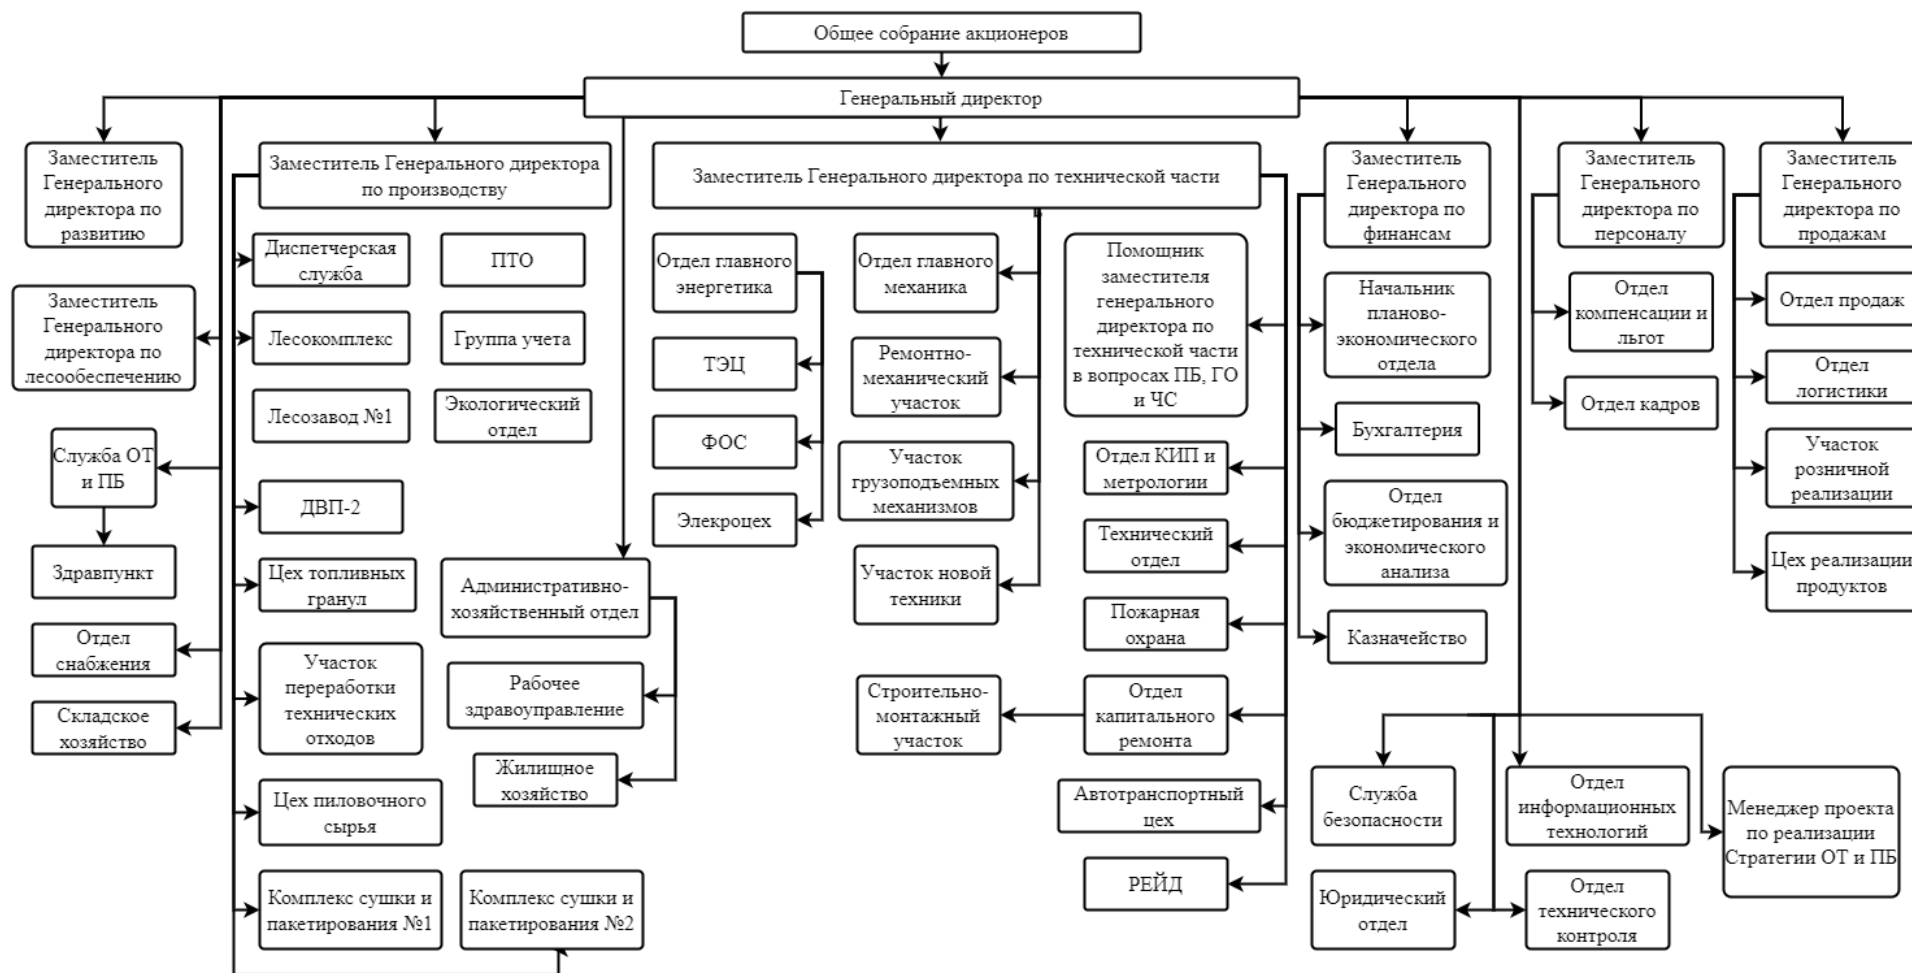 Общее собрание акционеров
Генеральный директор
Заместитель
Генерального
директора по
развитию
Заместитель Генерального директора
по производству
Заместитель Генерального директора по технической части
Заместитель
Генерального
директора по
финансам
Заместитель
Генерального
директора по
персоналу
Заместитель
Генерального
директора по
продажам
Заместитель
Генерального
директора по
лесообеспечению
Служба ОТ
и ПБ
Здравпункт
Отдел
снабжения
Складское
хозяйство
Диспетчерская
служба
ПТО
Лесокомплекс
Группа учета
Лесозавод №1
Экологический
отдел
ДВП-2
Цех топливных
гранул
Участок
переработки
технических
отходов
Цех пиловочного
сырья
Комплекс сушки и
пакетирования №1
Комплекс сушки и
пакетирования №2
Административно-
хозяйственный отдел
Рабочее
здравоуправление
Жилищное
хозяйство
Отдел главного
энергетика
ТЭЦ
ФОС
Элекроцех
Отдел главного
механика
Ремонтно-
механический
участок
Участок
грузоподъемных
механизмов
Участок новой
техники
Строительно-
монтажный
участок
Помощник
заместителя
генерального
директора по
технической части
в вопросах ПБ, ГО
и ЧС
Отдел КИП и
метрологии
Технический
отдел
Пожарная
охрана
Отдел
капитального
ремонта
Автотранспортный
цех
РЕЙД
Начальник
планово-
экономического
отдела
Бухгалтерия
Отдел
бюджетирования и
экономического
анализа
Казначейство
Отдел
компенсации и
льгот
Отдел кадров
Отдел продаж
Отдел
логистики
Участок
розничной
реализации
Цех реализации
продуктов
Служба
безопасности
Отдел
информационных
технологий
Менеджер проекта
по реализации
Стратегии ОТ и ПБ
Юридический
отдел
Отдел
технического
контроля